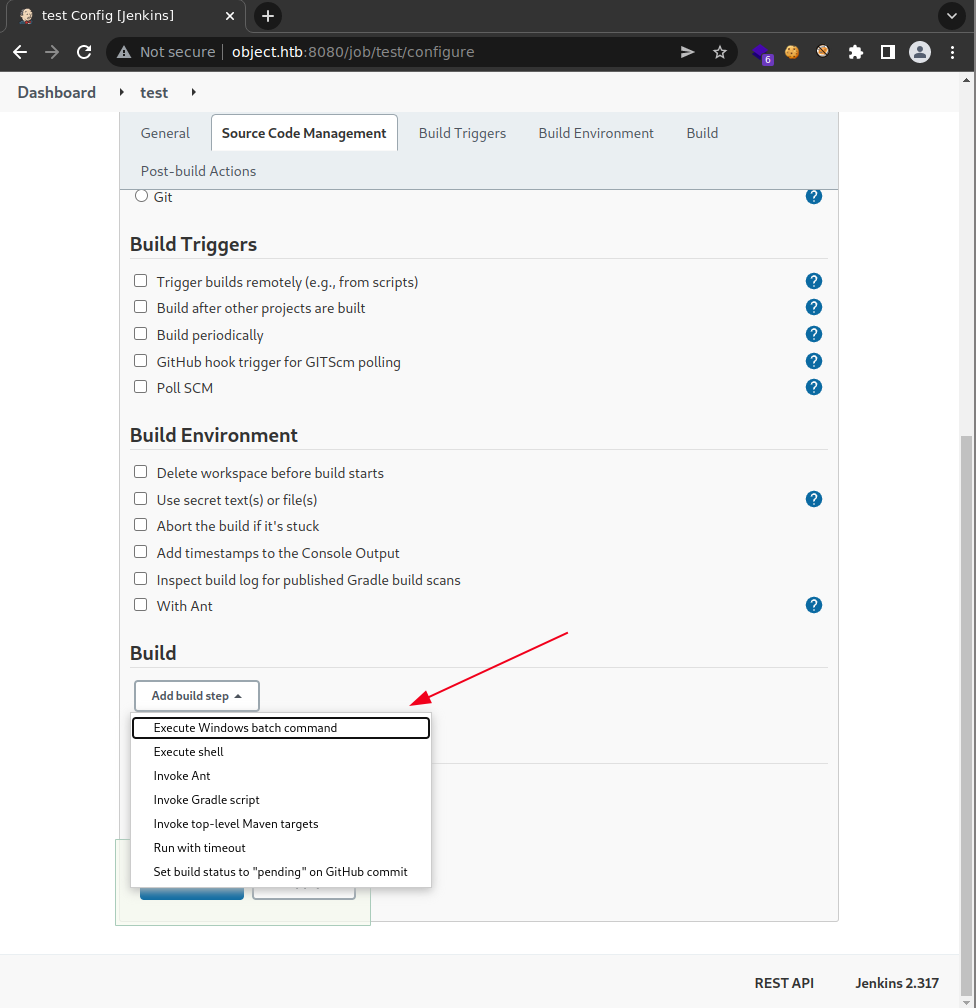 test Config [Jenkins]
Not secure
object.htb:8080/job/test/configure
6
Dashboard
test
General
Source Code Management
Build Triggers
Build Environment
Build
Post-build Actions
Git
?
Build Triggers
Trigger builds remotely (e.g., from scripts)
?
Build after other projects are built
?
Build periodically
?
GitHub hook trigger for GITScm polling
?
Poll SCM
?
Build Environment
Delete workspace before build starts
Use secret text(s) or file(s)
?
Abort the build if it's stuck
Add timestamps to the Console Output
Inspect build log for published Gradle build scans
With Ant
?
Build
Add build step
Execute Windows batch command
Execute shell
Invoke Ant
Invoke Gradle script
Invoke top-level Maven targets
Run with timeout
Set build status to "pending" on GitHub commit
REST API
Jenkins 2.317